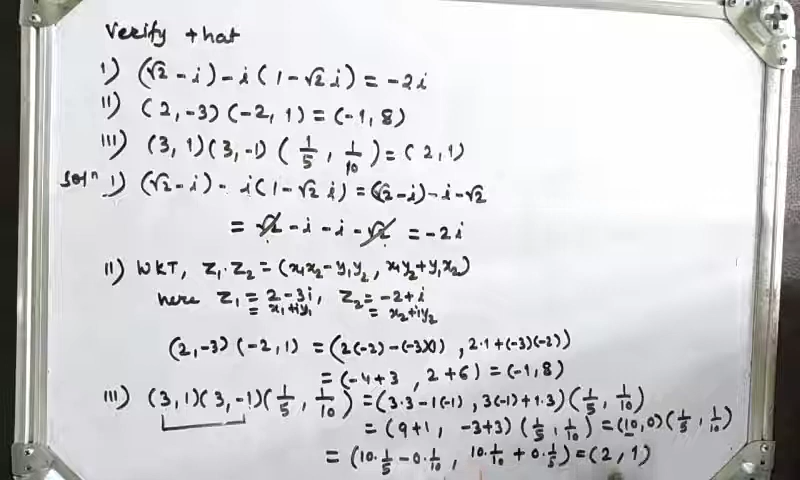 Verify that
i) (√2 - i) - i(1 - √2 i) = -2i
ii) (2, -3)(-2, 1) = (-1, 8)
iii) (3, 1)(3, -1)(1/5, 1/10) = (2, 1)
Solⁿ i) (√2 - i) - i(1 - √2 i) = (√2 - i) - i - √2
= √2 - i - i - √2 = -2i
ii) WKT, z₁·z₂ = (x₁x₂ - y₁y₂, x₁y₂ + y₁x₂)
here z₁ = 2 - 3i, z₂ = -2 + i
= x₁+iy₁ = x₂+iy₂
(2, -3)(-2, 1) = (2(-2) - (-3)(1), 2·1 + (-3)(-2))
= (-4+3, 2+6) = (-1, 8)
iii) (3, 1)(3, -1)(1/5, 1/10) = (3·3 - 1(-1), 3(-1) + 1·3)(1/5, 1/10)
= (9+1, -3+3)(1/5, 1/10) = (10, 0)(1/5, 1/10)
= (10·1/5 - 0·1/10, 10·1/10 + 0·1/5) = (2, 1)